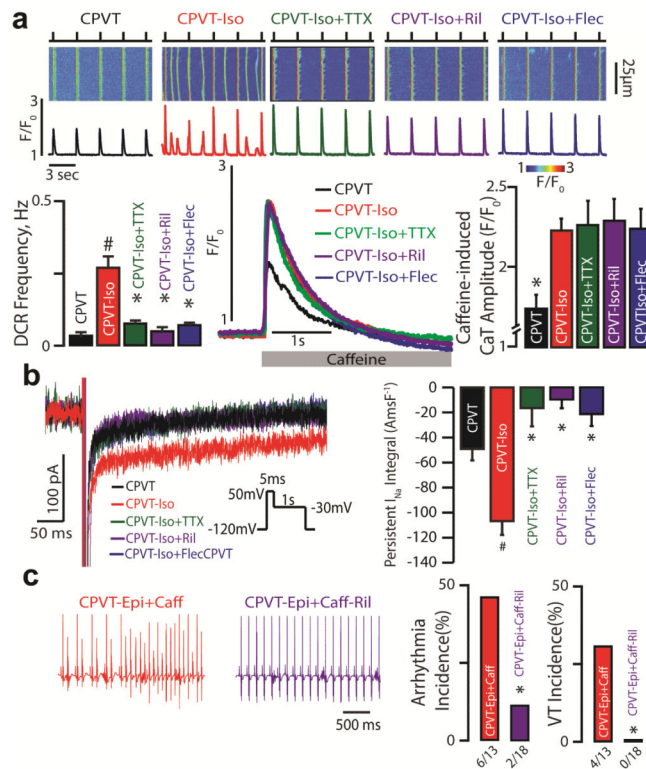 a
CPVT
CPVT-Iso
CPVT-Iso+TTX
CPVT-Iso+Ril
CPVT-Iso+Flec
25µm
3
F/F0
1
3 sec
1 3
F/F0
DCR Frequency, Hz
0.5
0
CPVT
CPVT-Iso
#
* CPVT-Iso+TTX
* CPVT-Iso+Ril
* CPVT-Iso+Flec
3
F/F0
1
CPVT
CPVT-Iso
CPVT-Iso+TTX
CPVT-Iso+Ril
CPVT-Iso+Flec
1s
Caffeine
Caffeine-induced
CaT Amplitude (F/F0)
2.5
2
1
*
CPVT
CPVT-Iso
CPVT-Iso+TTX
CPVT-Iso+Ril
CPVT-Iso+Flec
b
100 pA
50 ms
CPVT
CPVT-Iso
CPVT-Iso+TTX
CPVT-Iso+Ril
CPVT-Iso+FlecCPVT
5ms
50mV
1s
-30mV
-120mV
Persistent INa Integral (AmsF-1)
0
-20
-40
-60
-80
-100
-120
-140
CPVT
CPVT-Iso
#
CPVT-Iso+TTX
*
CPVT-Iso+Ril
*
CPVT-Iso+Flec
*
c
CPVT-Epi+Caff
CPVT-Epi+Caff-Ril
500 ms
Arrhythmia
Incidence(%)
50
0
CPVT-Epi+Caff
* CPVT-Epi+Caff-Ril
6/13
2/18
VT Incidence(%)
50
0
CPVT-Epi+Caff
* CPVT-Epi+Caff-Ril
4/13
0/18